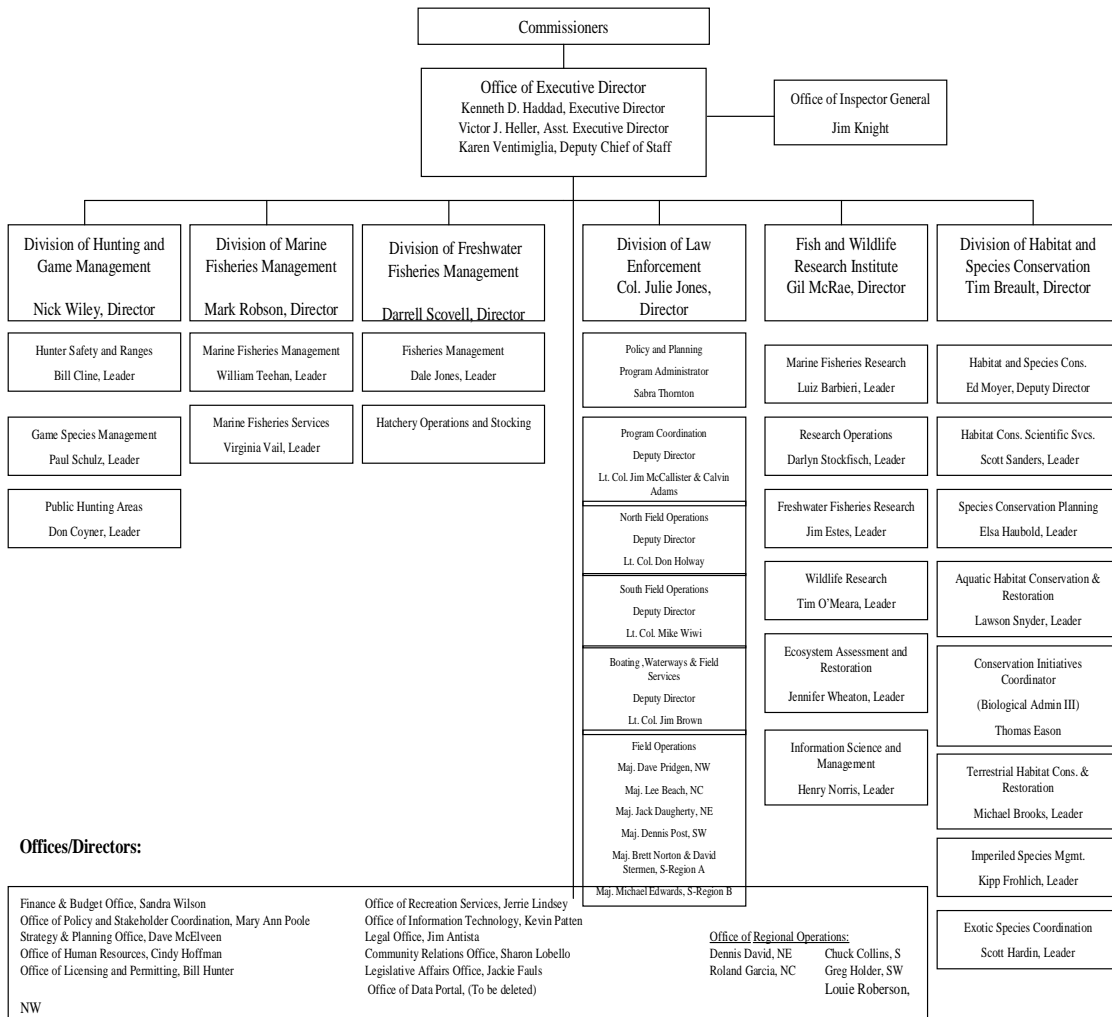 Commissioners
Office of Executive Director
Kenneth D. Haddad, Executive Director
Victor J. Heller, Asst. Executive Director
Karen Ventimiglia, Deputy Chief of Staff
Office of Inspector General
Jim Knight
Division of Hunting and
Game Management
Nick Wiley, Director
Hunter Safety and Ranges
Bill Cline, Leader
Game Species Management
Paul Schulz, Leader
Public Hunting Areas
Don Coyner, Leader
Division of Marine
Fisheries Management
Mark Robson, Director
Marine Fisheries Management
William Teehan, Leader
Marine Fisheries Services
Virginia Vail, Leader
Division of Freshwater
Fisheries Management
Darrell Scovell, Director
Fisheries Management
Dale Jones, Leader
Hatchery Operations and Stocking
Division of Law
Enforcement
Col. Julie Jones,
Director
Policy and Planning
Program Administrator
Sabra Thornton
Program Coordination
Deputy Director
Lt. Col. Jim McCallister & Calvin
Adams
North Field Operations
Deputy Director
Lt. Col. Don Holway
South Field Operations
Deputy Director
Lt. Col. Mike Wiwi
Boating ,Waterways & Field
Services
Deputy Director
Lt. Col. Jim Brown
Field Operations
Maj. Dave Pridgen, NW
Maj. Lee Beach, NC
Maj. Jack Daugherty, NE
Maj. Dennis Post, SW
Maj. Brett Norton & David
Stermen, S-Region A
Maj. Michael Edwards, S-Region B
Fish and Wildlife
Research Institute
Gil McRae, Director
Marine Fisheries Research
Luiz Barbieri, Leader
Research Operations
Darlyn Stockfisch, Leader
Freshwater Fisheries Research
Jim Estes, Leader
Wildlife Research
Tim O’Meara, Leader
Ecosystem Assessment and
Restoration
Jennifer Wheaton, Leader
Information Science and
Management
Henry Norris, Leader
Division of Habitat and
Species Conservation
Tim Breault, Director
Habitat and Species Cons.
Ed Moyer, Deputy Director
Habitat Cons. Scientific Svcs.
Scott Sanders, Leader
Species Conservation Planning
Elsa Haubold, Leader
Aquatic Habitat Conservation &
Restoration
Lawson Snyder, Leader
Conservation Initiatives
Coordinator
(Biological Admin III)
Thomas Eason
Terrestrial Habitat Cons. &
Restoration
Michael Brooks, Leader
Imperiled Species Mgmt.
Kipp Frohlich, Leader
Exotic Species Coordination
Scott Hardin, Leader
Offices/Directors:
Finance & Budget Office, Sandra Wilson
Office of Policy and Stakeholder Coordination, Mary Ann Poole
Strategy & Planning Office, Dave McElveen
Office of Human Resources, Cindy Hoffman
Office of Licensing and Permitting, Bill Hunter
Office of Recreation Services, Jerrie Lindsey
Office of Information Technology, Kevin Patten
Legal Office, Jim Antista
Community Relations Office, Sharon Lobello
Legislative Affairs Office, Jackie Fauls
Office of Data Portal, (To be deleted)
Office of Regional Operations:
Dennis David, NE Chuck Collins, S
Roland Garcia, NC Greg Holder, SW
Louie Roberson,
NW